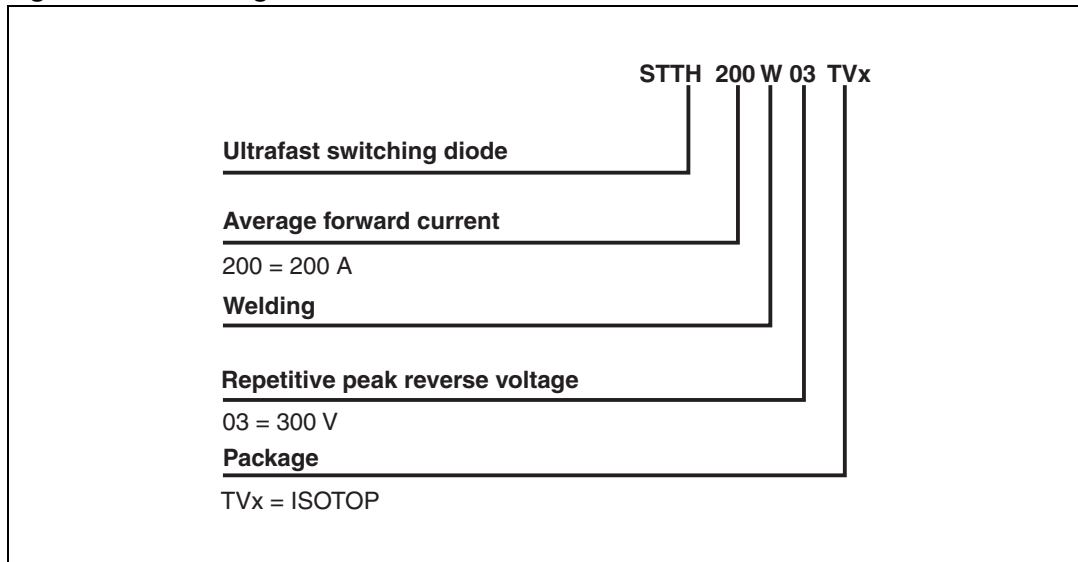 STTH 200 W 03 TVx
Ultrafast switching diode
Average forward current
200 = 200 A
Welding
Repetitive peak reverse voltage
03 = 300 V
Package
TVx = ISOTOP